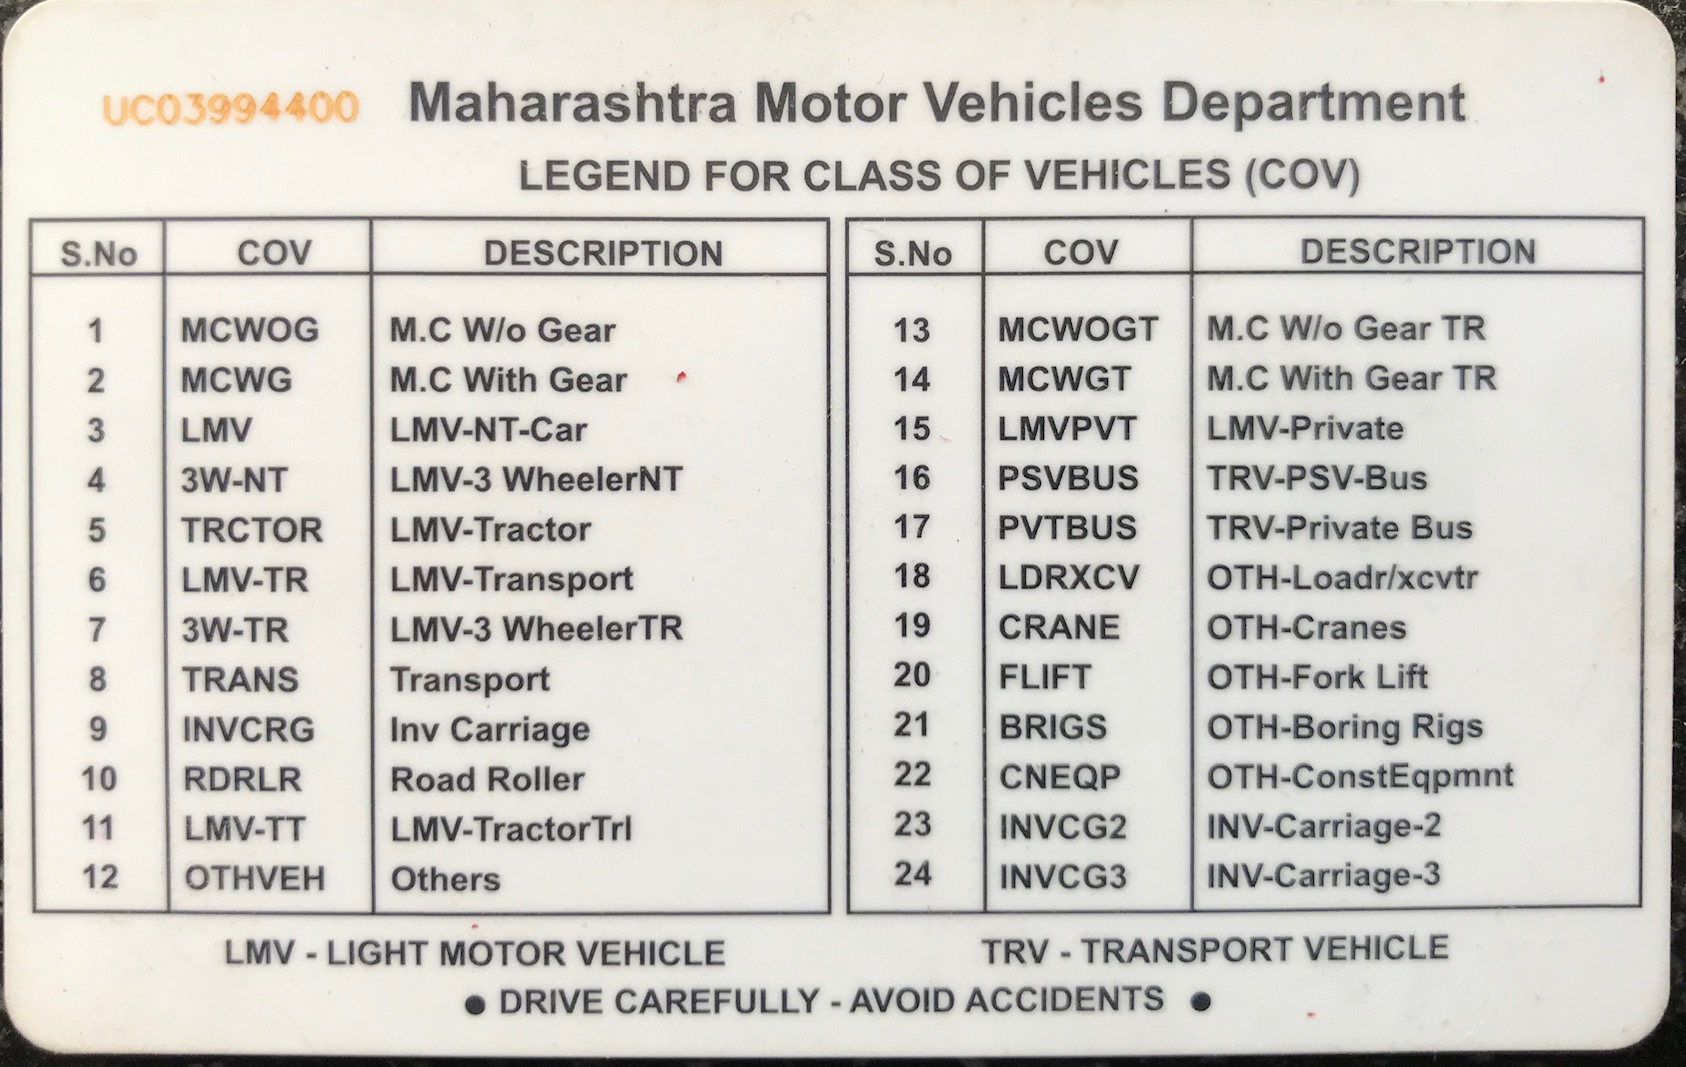 UC03994400 Maharashtra Motor Vehicles Department
LEGEND FOR CLASS OF VEHICLES (COV)
S.No COV DESCRIPTION
1 MCWOG M.C W/o Gear
2 MCWG M.C With Gear
3 LMV LMV-NT-Car
4 3W-NT LMV-3 WheelerNT
5 TRCTOR LMV-Tractor
6 LMV-TR LMV-Transport
7 3W-TR LMV-3 WheelerTR
8 TRANS Transport
9 INVCRG Inv Carriage
10 RDRLR Road Roller
11 LMV-TT LMV-TractorTrl
12 OTHVEH Others
S.No COV DESCRIPTION
13 MCWOGT M.C W/o Gear TR
14 MCWGT M.C With Gear TR
15 LMVPVT LMV-Private
16 PSVBUS TRV-PSV-Bus
17 PVTBUS TRV-Private Bus
18 LDRXCV OTH-Loadr/xcvtr
19 CRANE OTH-Cranes
20 FLIFT OTH-Fork Lift
21 BRIGS OTH-Boring Rigs
22 CNEQP OTH-ConstEqpmnt
23 INVCG2 INV-Carriage-2
24 INVCG3 INV-Carriage-3
LMV - LIGHT MOTOR VEHICLE TRV - TRANSPORT VEHICLE
● DRIVE CAREFULLY - AVOID ACCIDENTS ●